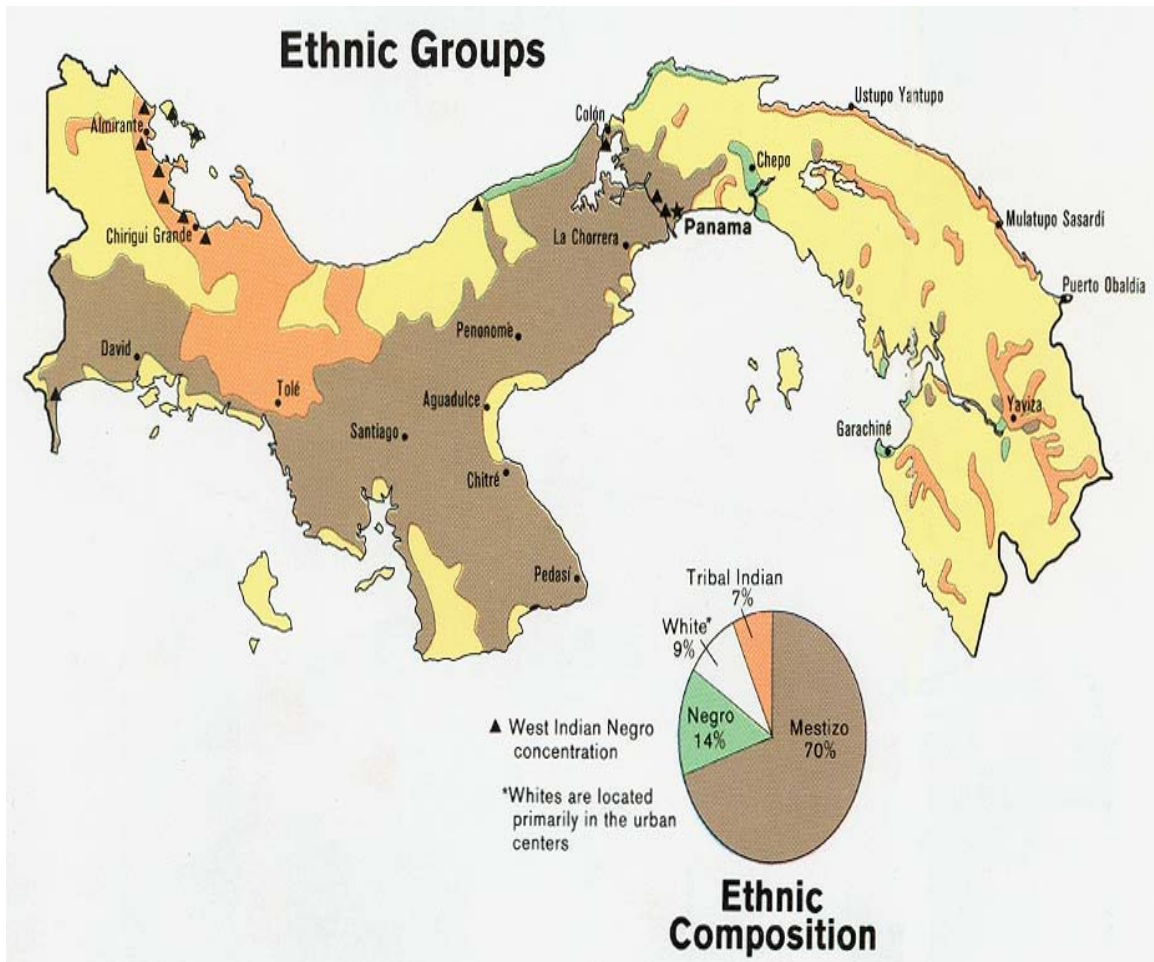 Ethnic Groups
Ustupo Yantupo
Colón
Almirante
Chepo
Mulatupo Sasardí
Panama
Chirigui Grande
La Chorrera
Puerto Obaldía
Penonomé
David
Tolé
Aguadulce
Yaviza
Santiago
Garachiné
Chitré
Pedasí
Tribal Indian
7%
White*
9%
Negro
14%
Mestizo
70%
▲ West Indian Negro
concentration
*Whites are located
primarily in the urban
centers
Ethnic
Composition